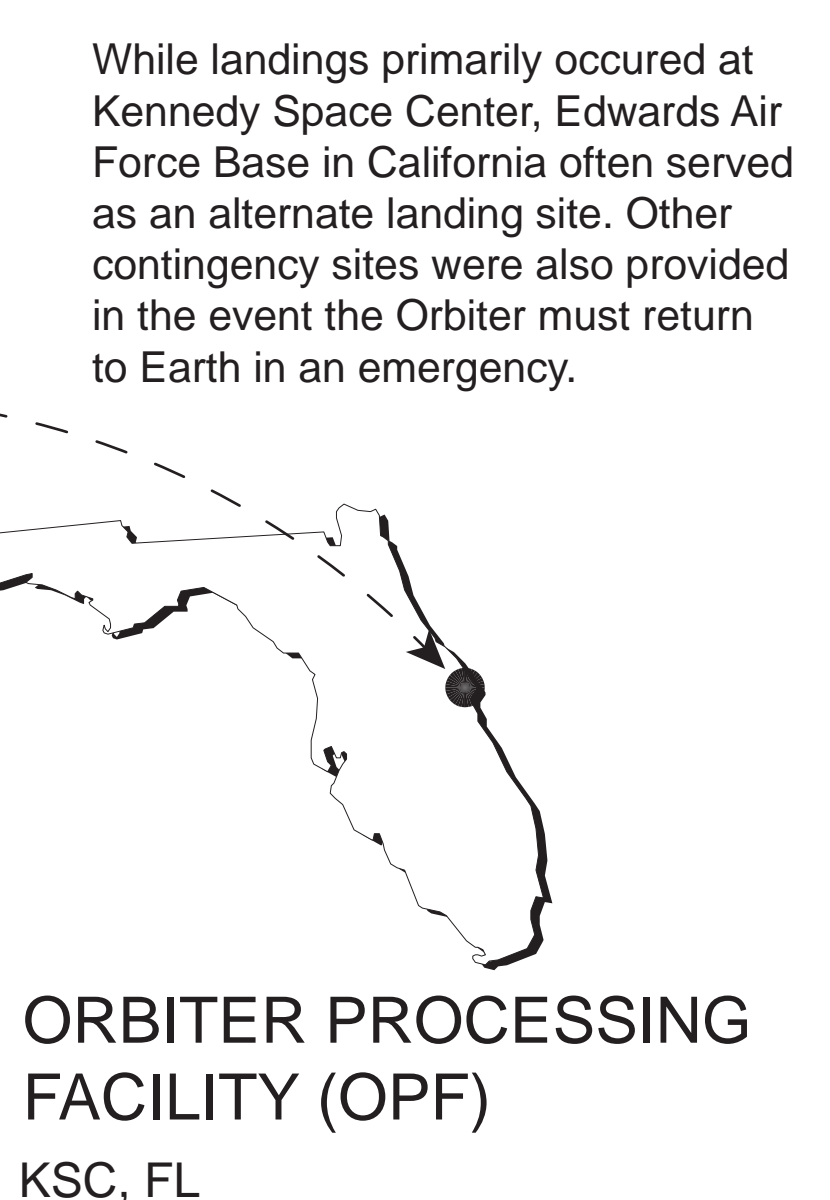 While landings primarily occured at
Kennedy Space Center, Edwards Air
Force Base in California often served
as an alternate landing site. Other
contingency sites were also provided
in the event the Orbiter must return
to Earth in an emergency.
ORBITER PROCESSING
FACILITY (OPF)
KSC, FL